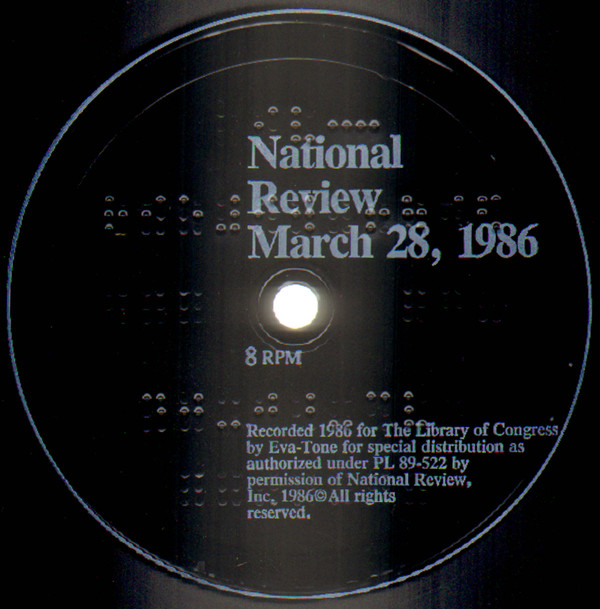 National
Review
March 28, 1986
8 RPM
Recorded 1986 for The Library of Congress
by Eva-Tone for special distribution as
authorized under PL 89-522 by
permission of National Review,
Inc. 1986©All rights
reserved.